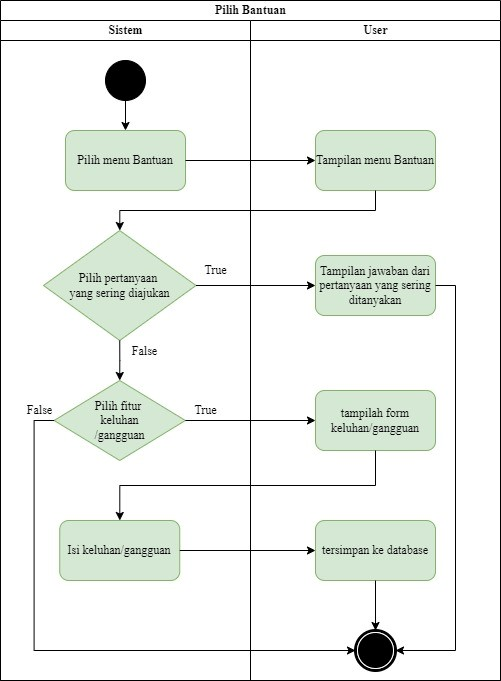 Pilih Bantuan
Sistem
User
Pilih menu Bantuan
Tampilan menu Bantuan
Pilih pertanyaan
yang sering diajukan
True
Tampilan jawaban dari
pertanyaan yang sering
ditanyakan
False
False
Pilih fitur
keluhan
/gangguan
True
tampilah form
keluhan/gangguan
Isi keluhan/gangguan
tersimpan ke database